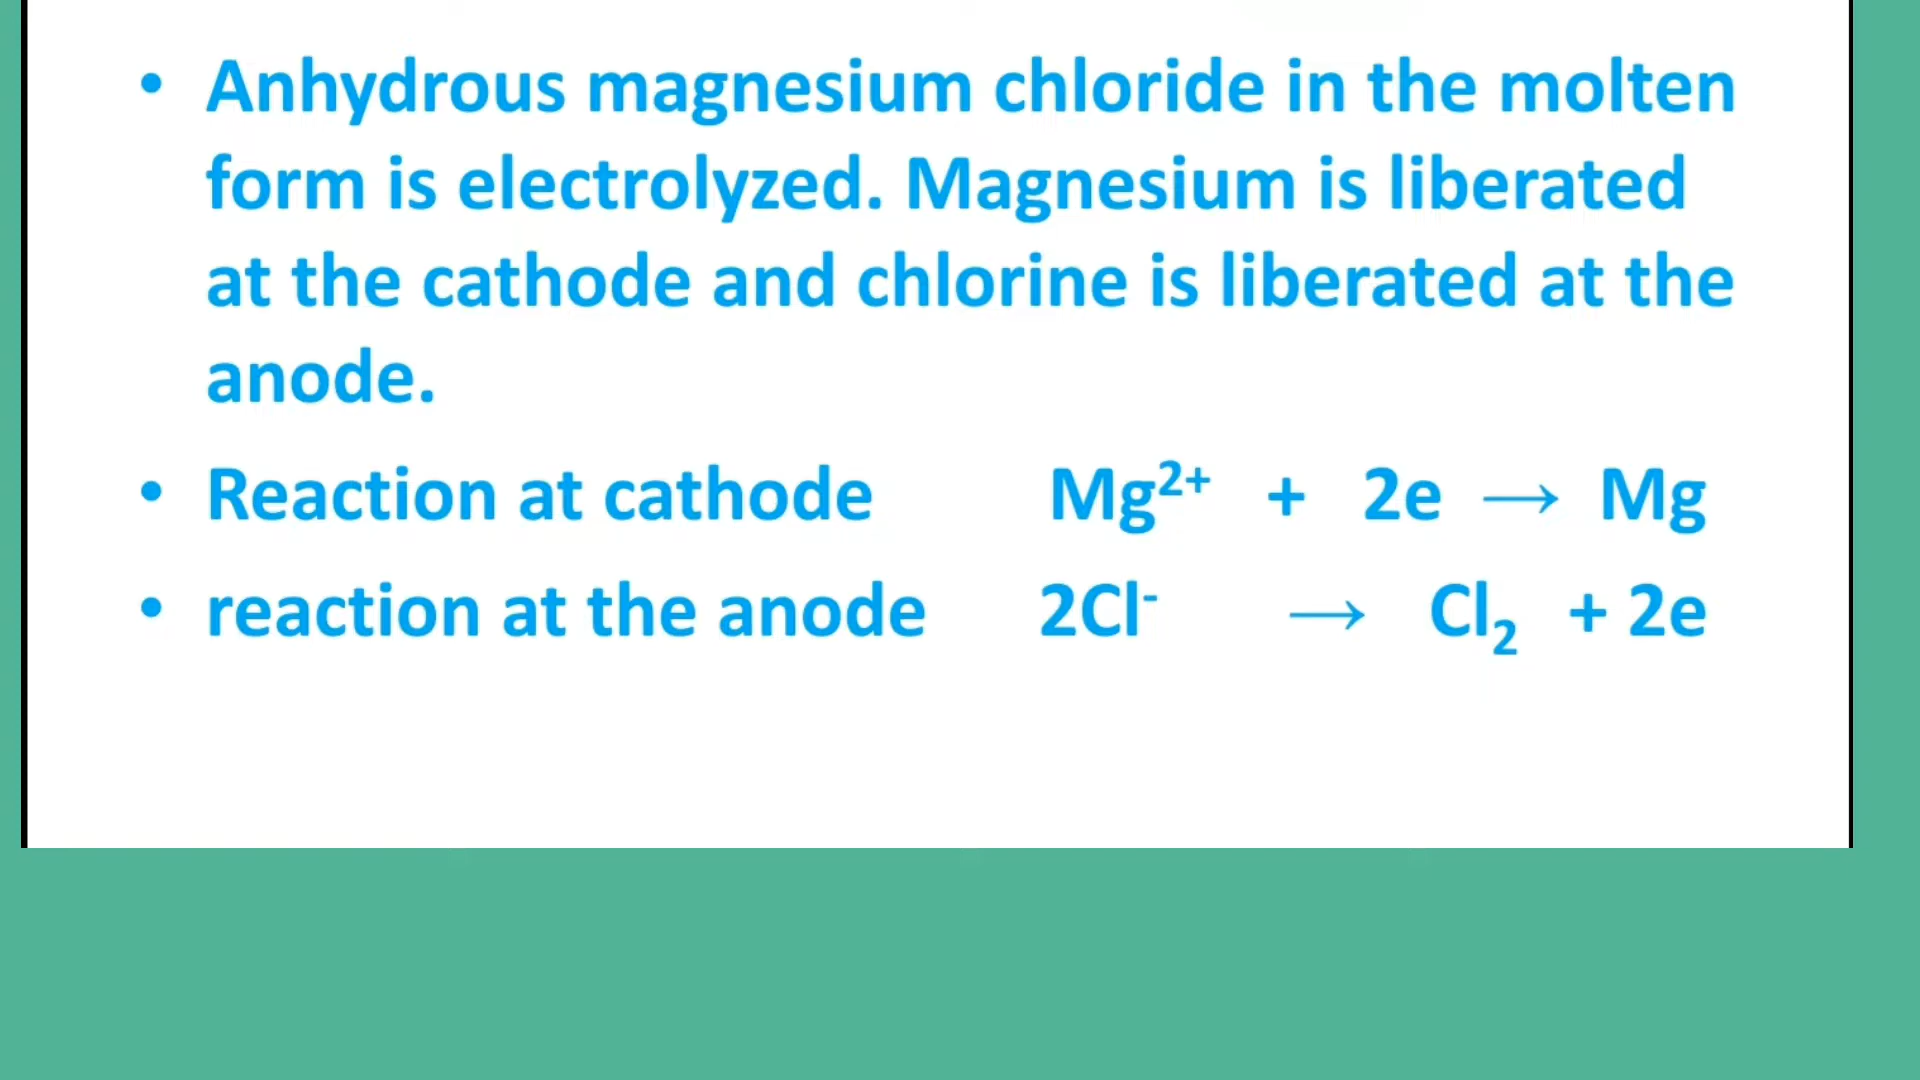 • Anhydrous magnesium chloride in the molten
form is electrolyzed. Magnesium is liberated
at the cathode and chlorine is liberated at the
anode.
• Reaction at cathode Mg²⁺ + 2e → Mg
• reaction at the anode 2Cl⁻ → Cl₂ + 2e